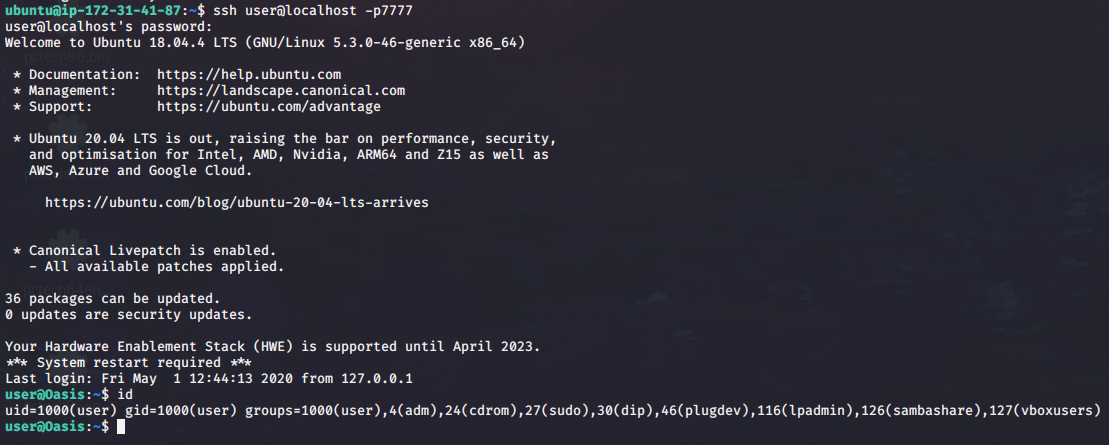 ubuntu@ip-172-31-41-87:~$ ssh user@localhost -p7777
user@localhost's password:
Welcome to Ubuntu 18.04.4 LTS (GNU/Linux 5.3.0-46-generic x86_64)
* Documentation:  https://help.ubuntu.com
* Management:     https://landscape.canonical.com
* Support:        https://ubuntu.com/advantage
* Ubuntu 20.04 LTS is out, raising the bar on performance, security,
and optimisation for Intel, AMD, Nvidia, ARM64 and Z15 as well as
AWS, Azure and Google Cloud.
https://ubuntu.com/blog/ubuntu-20-04-lts-arrives
* Canonical Livepatch is enabled.
- All available patches applied.
36 packages can be updated.
0 updates are security updates.
Your Hardware Enablement Stack (HWE) is supported until April 2023.
*** System restart required ***
Last login: Fri May  1 12:44:13 2020 from 127.0.0.1
user@Oasis:~$ id
uid=1000(user) gid=1000(user) groups=1000(user),4(adm),24(cdrom),27(sudo),30(dip),46(plugdev),116(lpadmin),126(sambashare),127(vboxusers)
user@Oasis:~$